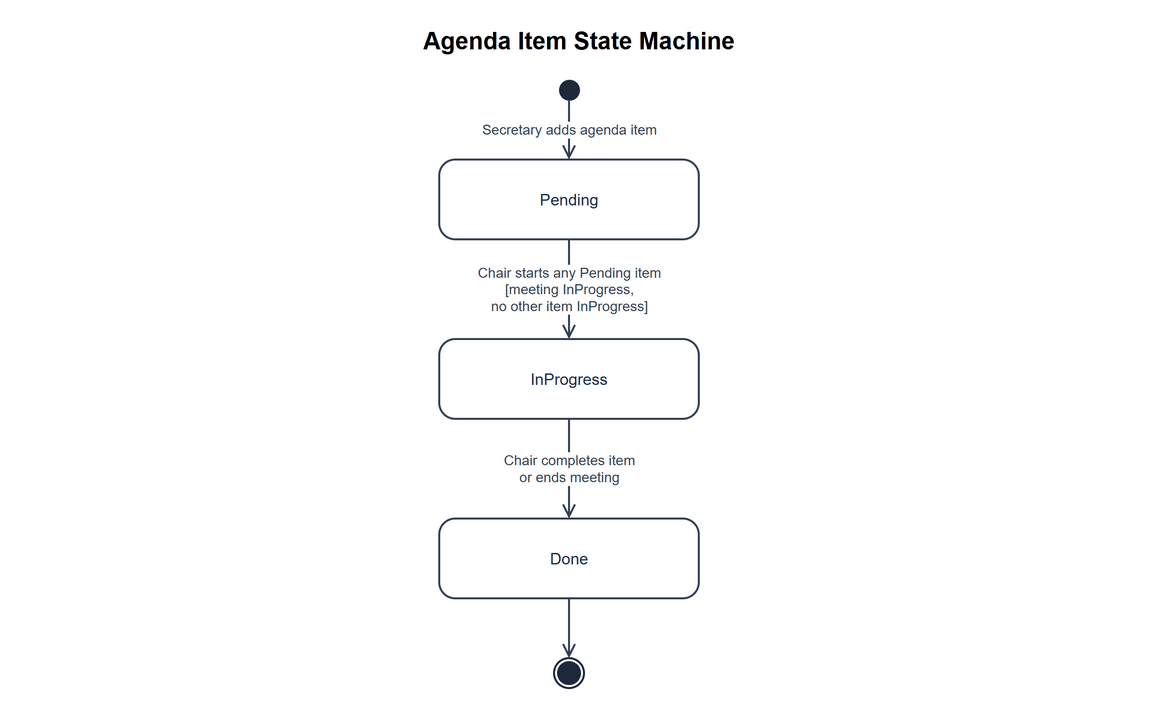 Agenda Item State Machine
Secretary adds agenda item
Pending
Chair starts any Pending item
[meeting InProgress,
no other item InProgress]
InProgress
Chair completes item
or ends meeting
Done